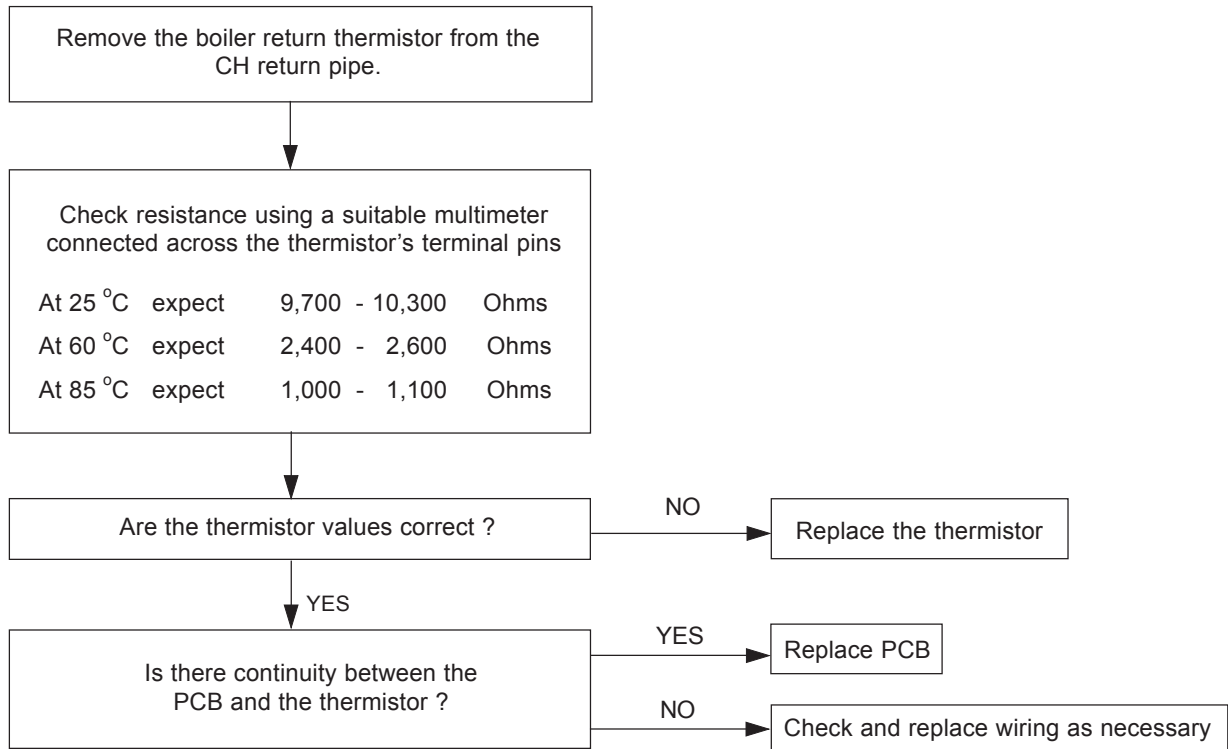 Remove the boiler return thermistor from the
CH return pipe.
Check resistance using a suitable multimeter
connected across the thermistor’s terminal pins
At 25 °C expect 9,700 - 10,300 Ohms
At 60 °C expect 2,400 - 2,600 Ohms
At 85 °C expect 1,000 - 1,100 Ohms
Are the thermistor values correct ?
NO
Replace the thermistor
YES
Is there continuity between the
PCB and the thermistor ?
YES
Replace PCB
NO
Check and replace wiring as necessary